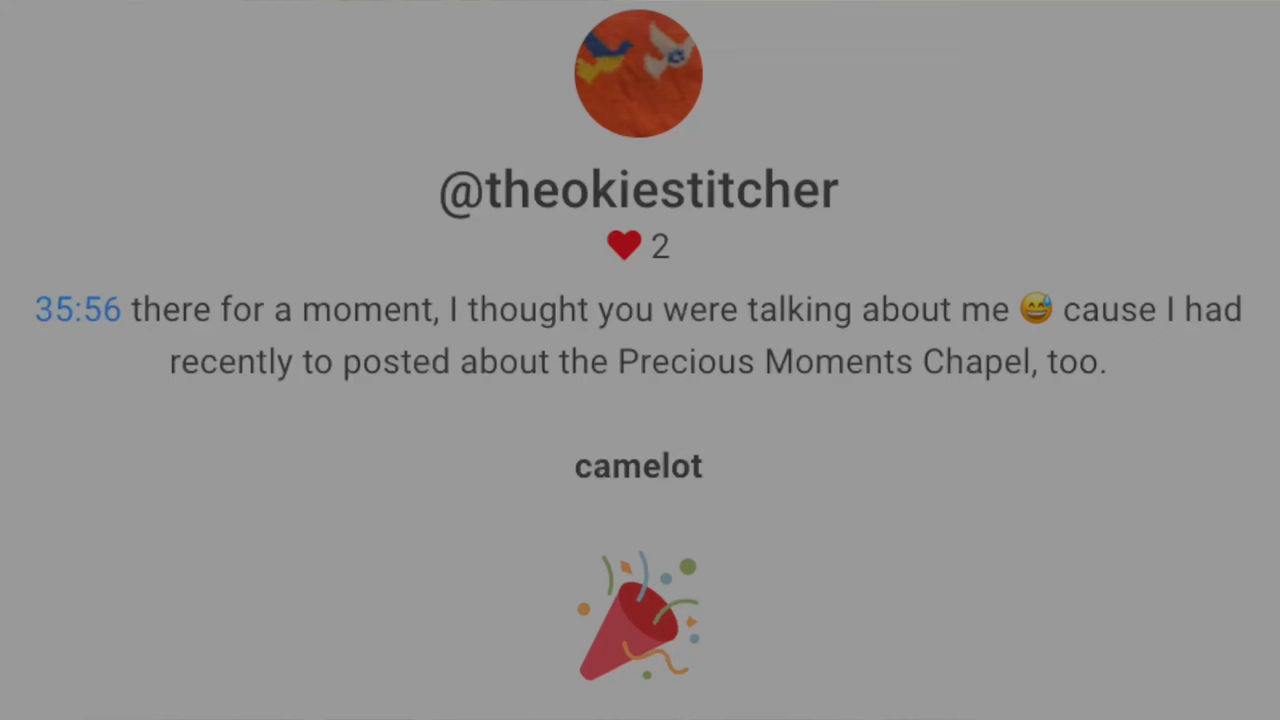 @theokiestitcher
2
35:56 there for a moment, I thought you were talking about me 😅 cause I had
recently to posted about the Precious Moments Chapel, too.
camelot